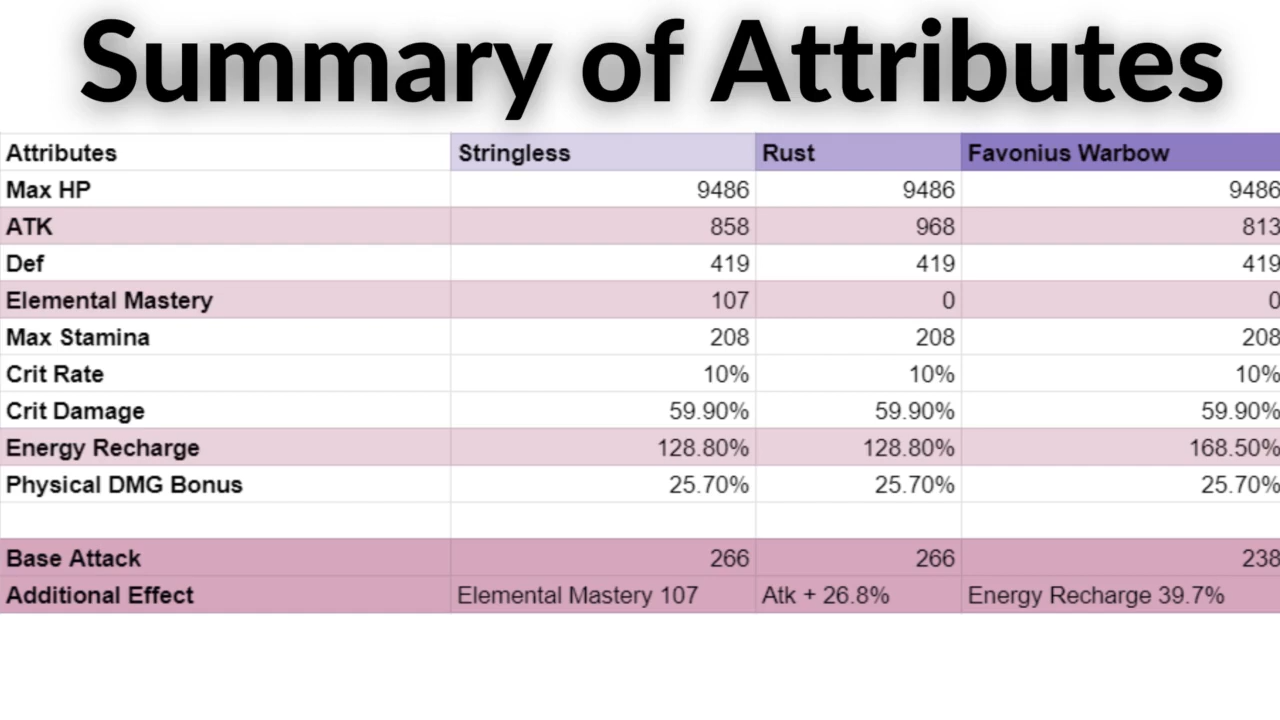 Summary of Attributes
Attributes Stringless Rust Favonius Warbow
Max HP 9486 9486 9486
ATK 858 968 813
Def 419 419 419
Elemental Mastery 107 0 0
Max Stamina 208 208 208
Crit Rate 10% 10% 10%
Crit Damage 59.90% 59.90% 59.90%
Energy Recharge 128.80% 128.80% 168.50%
Physical DMG Bonus 25.70% 25.70% 25.70%
Base Attack 266 266 238
Additional Effect Elemental Mastery 107 Atk + 26.8% Energy Recharge 39.7%